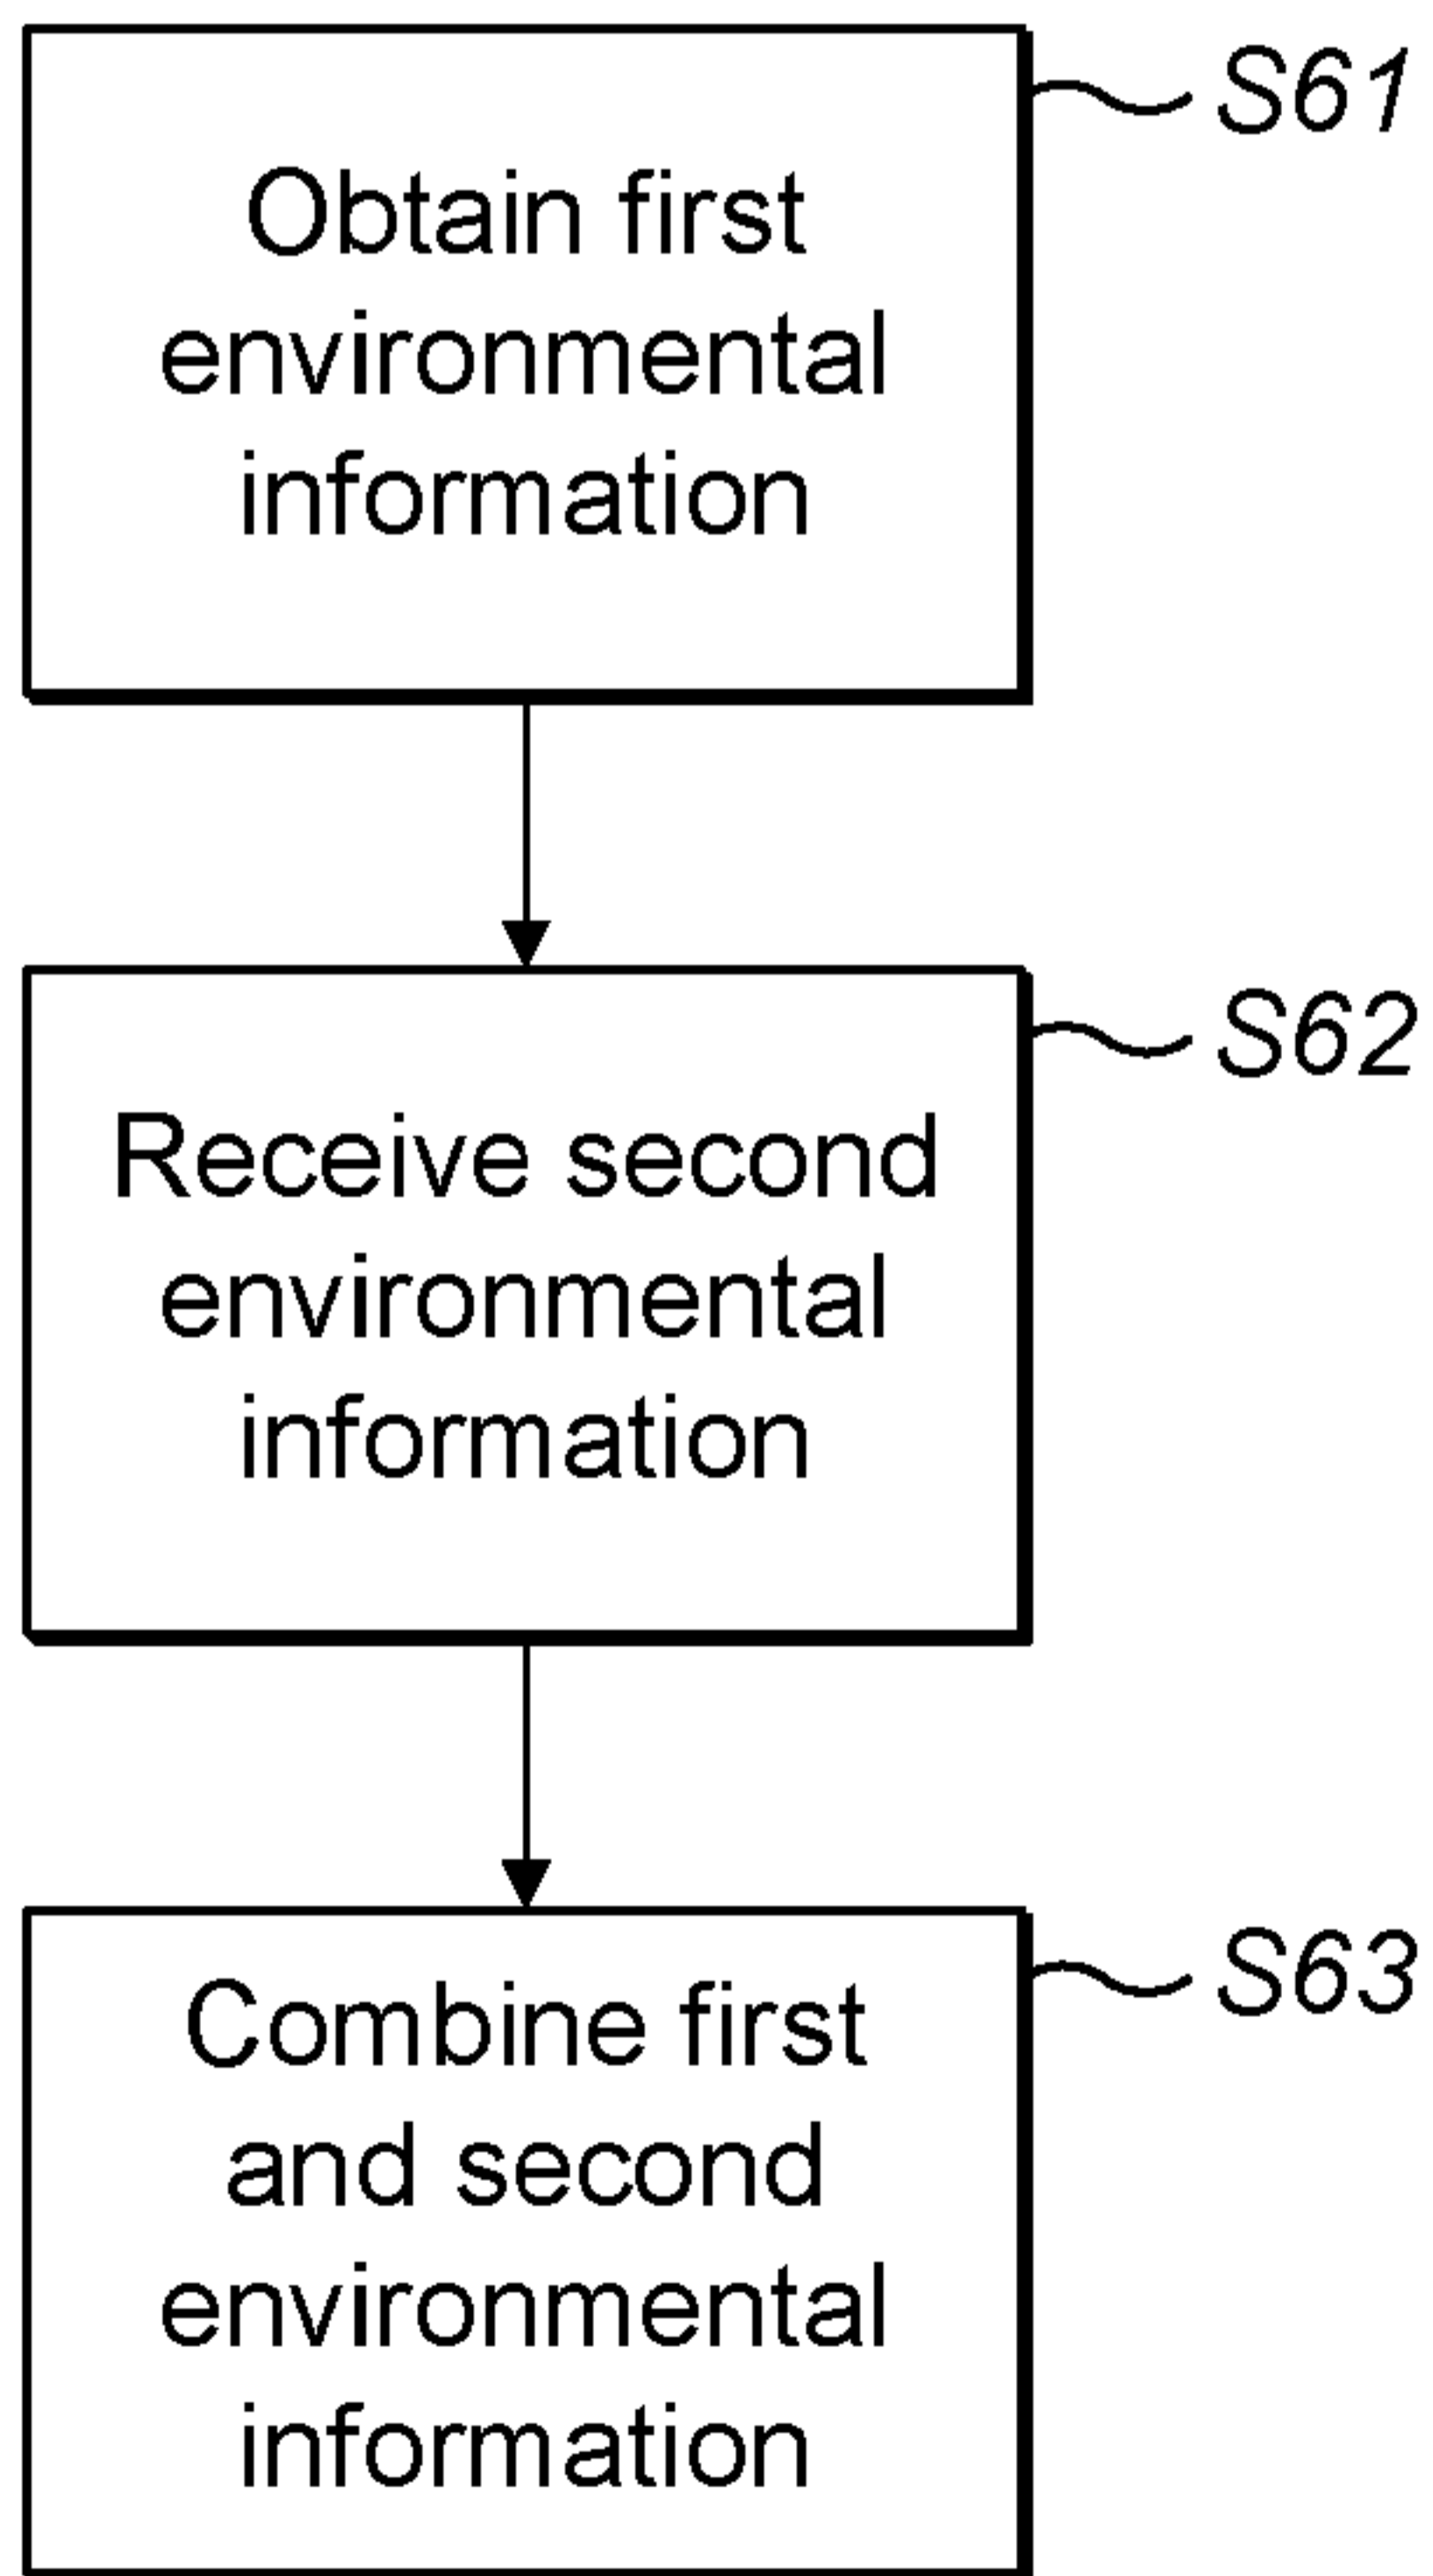 S61
Obtain first
environmental
information
S62
Receive second
environmental
information
S63
Combine first
and second
environmental
information